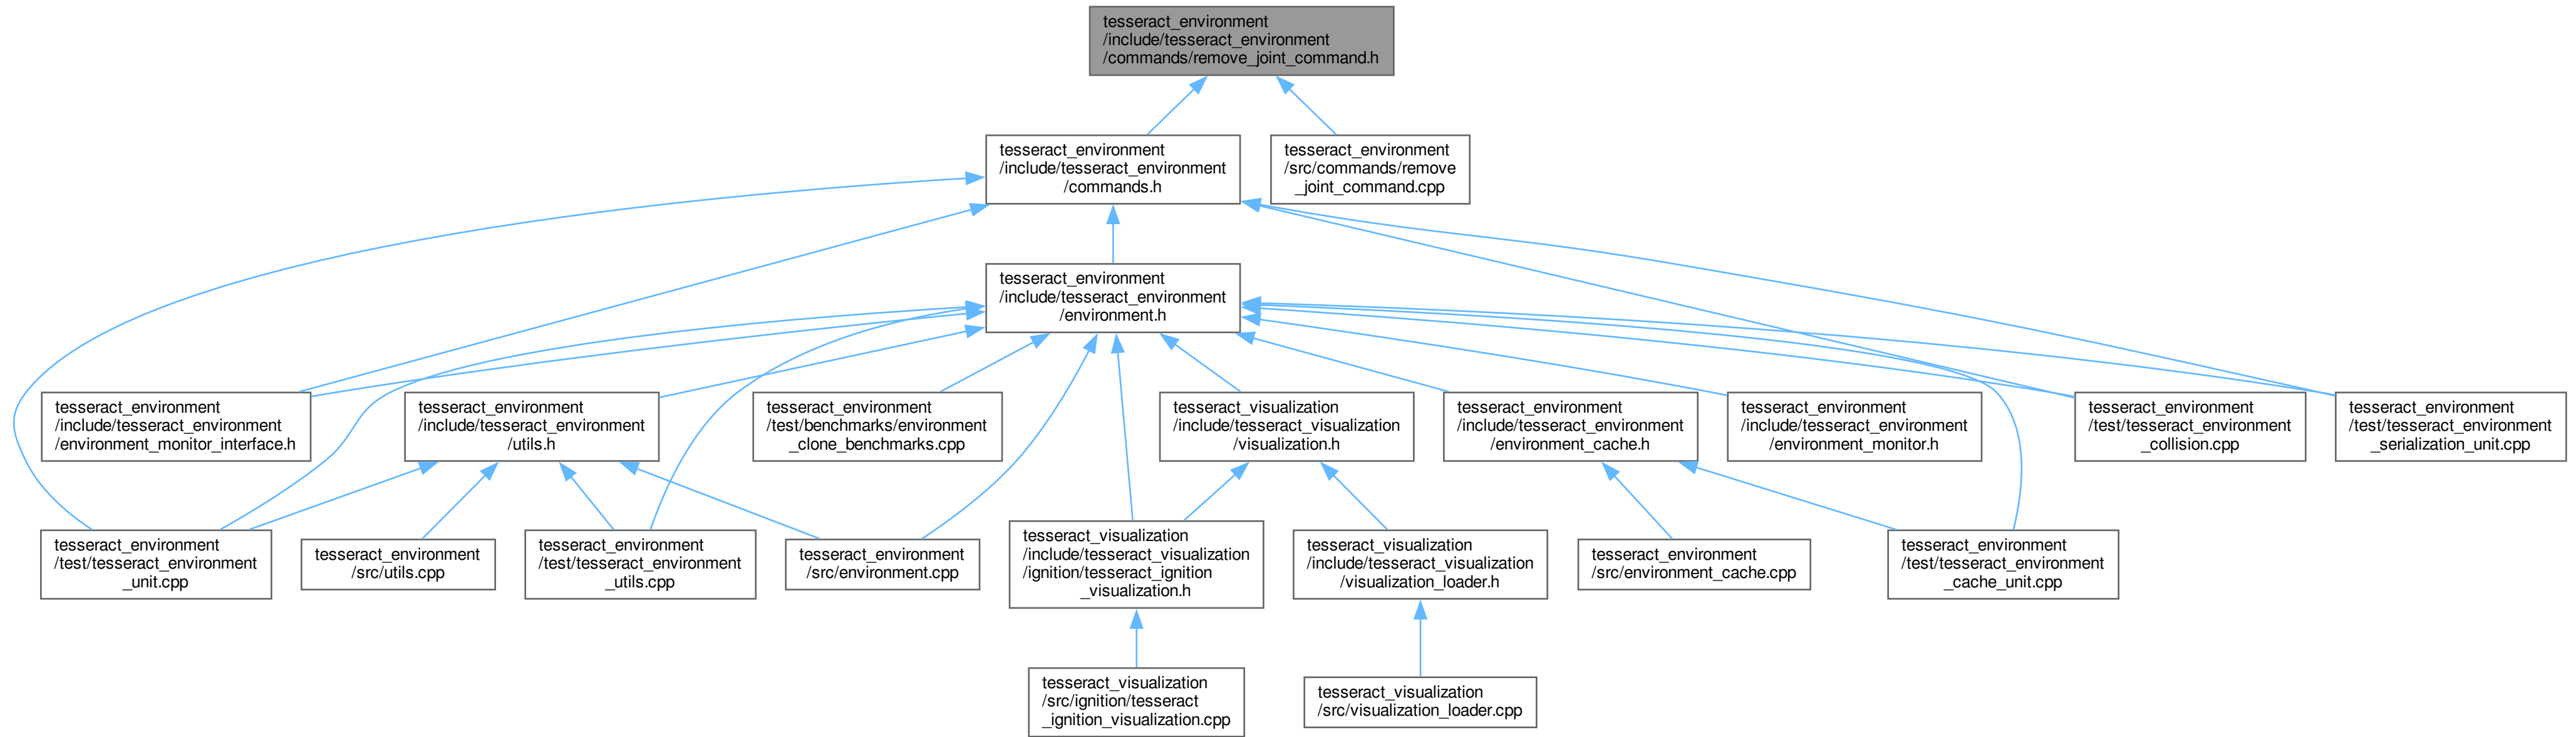 tesseract_environment
/include/tesseract_environment
/commands/remove_joint_command.h
tesseract_environment
/include/tesseract_environment
/commands.h
tesseract_environment
/src/commands/remove
_joint_command.cpp
tesseract_environment
/include/tesseract_environment
/environment.h
tesseract_environment
/include/tesseract_environment
/environment_monitor_interface.h
tesseract_environment
/include/tesseract_environment
/utils.h
tesseract_environment
/test/benchmarks/environment
_clone_benchmarks.cpp
tesseract_visualization
/include/tesseract_visualization
/visualization.h
tesseract_environment
/include/tesseract_environment
/environment_cache.h
tesseract_environment
/include/tesseract_environment
/environment_monitor.h
tesseract_environment
/test/tesseract_environment
_collision.cpp
tesseract_environment
/test/tesseract_environment
_serialization_unit.cpp
tesseract_environment
/test/tesseract_environment
_unit.cpp
tesseract_environment
/src/utils.cpp
tesseract_environment
/test/tesseract_environment
_utils.cpp
tesseract_environment
/src/environment.cpp
tesseract_visualization
/include/tesseract_visualization
/ignition/tesseract_ignition
_visualization.h
tesseract_visualization
/include/tesseract_visualization
/visualization_loader.h
tesseract_environment
/src/environment_cache.cpp
tesseract_environment
/test/tesseract_environment
_cache_unit.cpp
tesseract_visualization
/src/ignition/tesseract
_ignition_visualization.cpp
tesseract_visualization
/src/visualization_loader.cpp